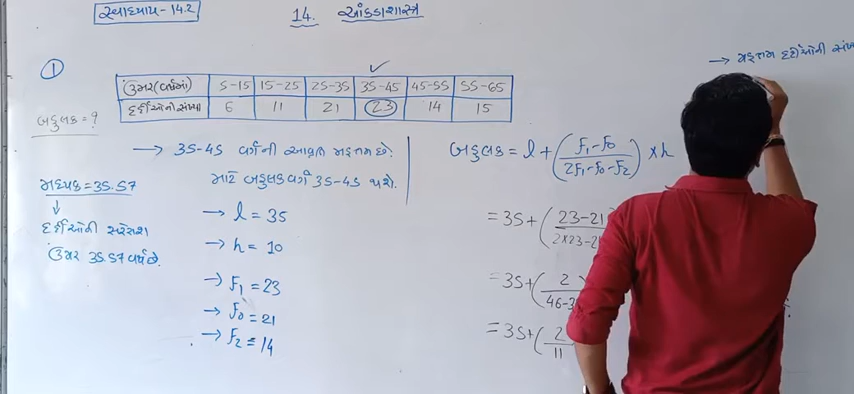 સ્વાધ્યાય - 14.2
14. આંકડાશાસ્ત્ર
→ મહત્તમ દર્દીઓની
①
ઉંમર (વર્ષમાં) 5-15 15-25 25-35 35-45 45-55 55-65
દર્દીઓની સંખ્યા 6 11 21 23 14 15
બહુલક = ?
→ 35-45 વર્ગની આવૃત્તિ મહત્તમ છે.
માટે બહુલક વર્ગ 35-45 થશે.
મધ્યક = 35.37
↓
દર્દીઓની સરેરાશ
ઉંમર 35.37 વર્ષ છે.
→ l = 35
→ h = 10
→ f₁ = 23
→ f₀ = 21
→ f₂ = 14
બહુલક = l + (f₁ - f₀ / 2f₁ - f₀ - f₂) × h
= 35 + (23 - 21 / 2×23 - 2
= 35 + (2 / 46 - 3
= 35 + (2 / 11